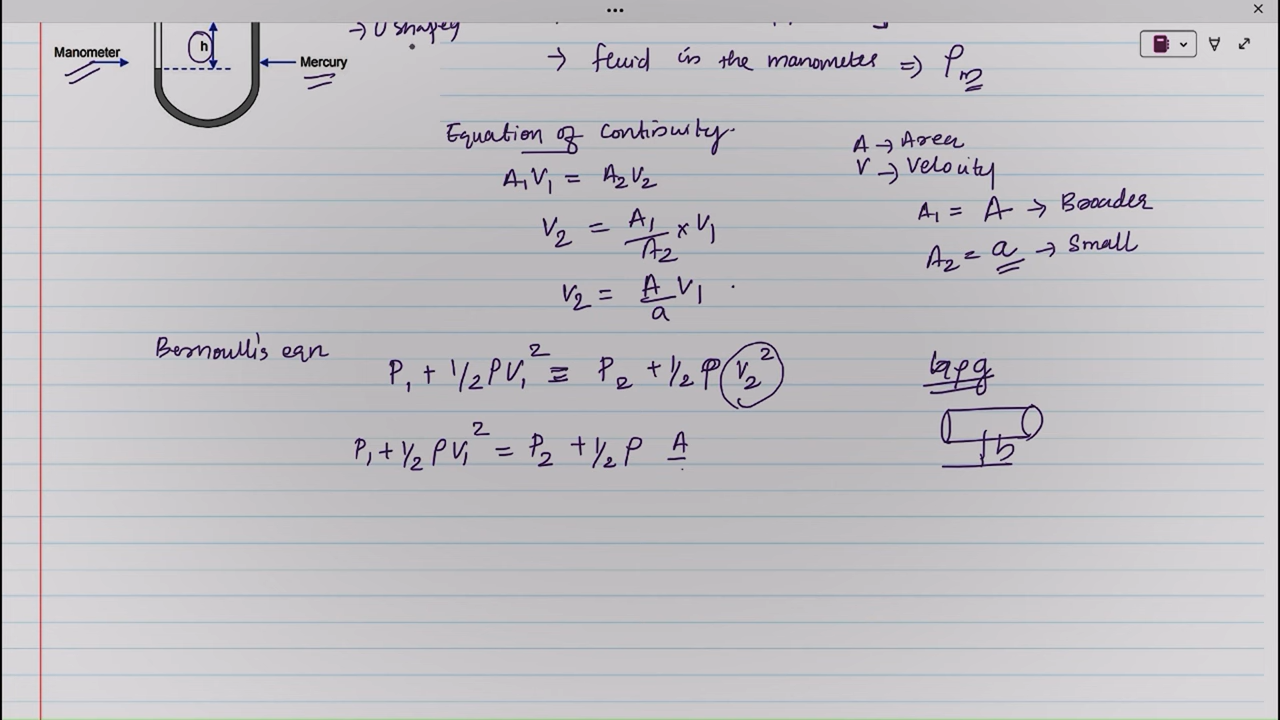 ...
→ U shaped
h
Manometer
Mercury
→ fluid in the manometer ⇒ ρm
Equation of Continuity.
A → Area
V → Velocity
A₁V₁ = A₂V₂
A₁ = A → Broader
V₂ = A₁/A₂ × V₁
A₂ = a → Small
V₂ = A/a V₁
Bernoulli's eqn
P₁ + 1/2 ρV₁² = P₂ + 1/2 ρ V₂²
h
P₁ + 1/2 ρV₁² = P₂ + 1/2 ρ A